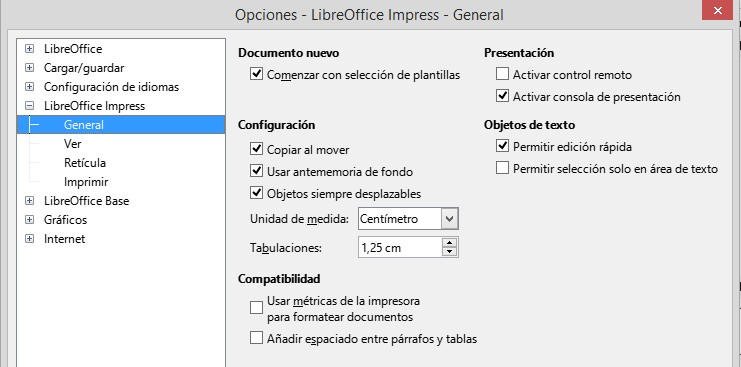 Opciones - LibreOffice Impress - General
LibreOffice
Cargar/guardar
Configuración de idiomas
LibreOffice Impress
General
Ver
Retícula
Imprimir
LibreOffice Base
Gráficos
Internet
Documento nuevo
Comenzar con selección de plantillas
Configuración
Copiar al mover
Usar antememoria de fondo
Objetos siempre desplazables
Unidad de medida: Centímetro
Tabulaciones: 1,25 cm
Compatibilidad
Usar métricas de la impresora
para formatear documentos
Añadir espaciado entre párrafos y tablas
Presentación
Activar control remoto
Activar consola de presentación
Objetos de texto
Permitir edición rápida
Permitir selección solo en área de texto